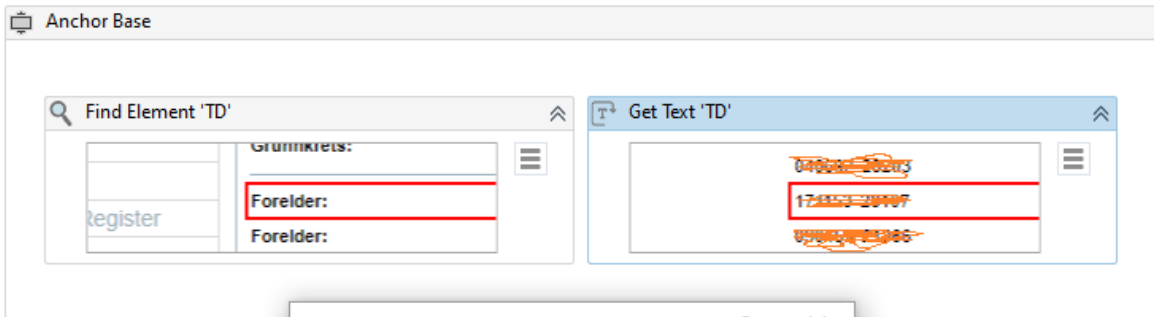 Anchor Base
Find Element 'TD'
Get Text 'TD'
Grunnkrets:
Forelder:
Register
Forelder: